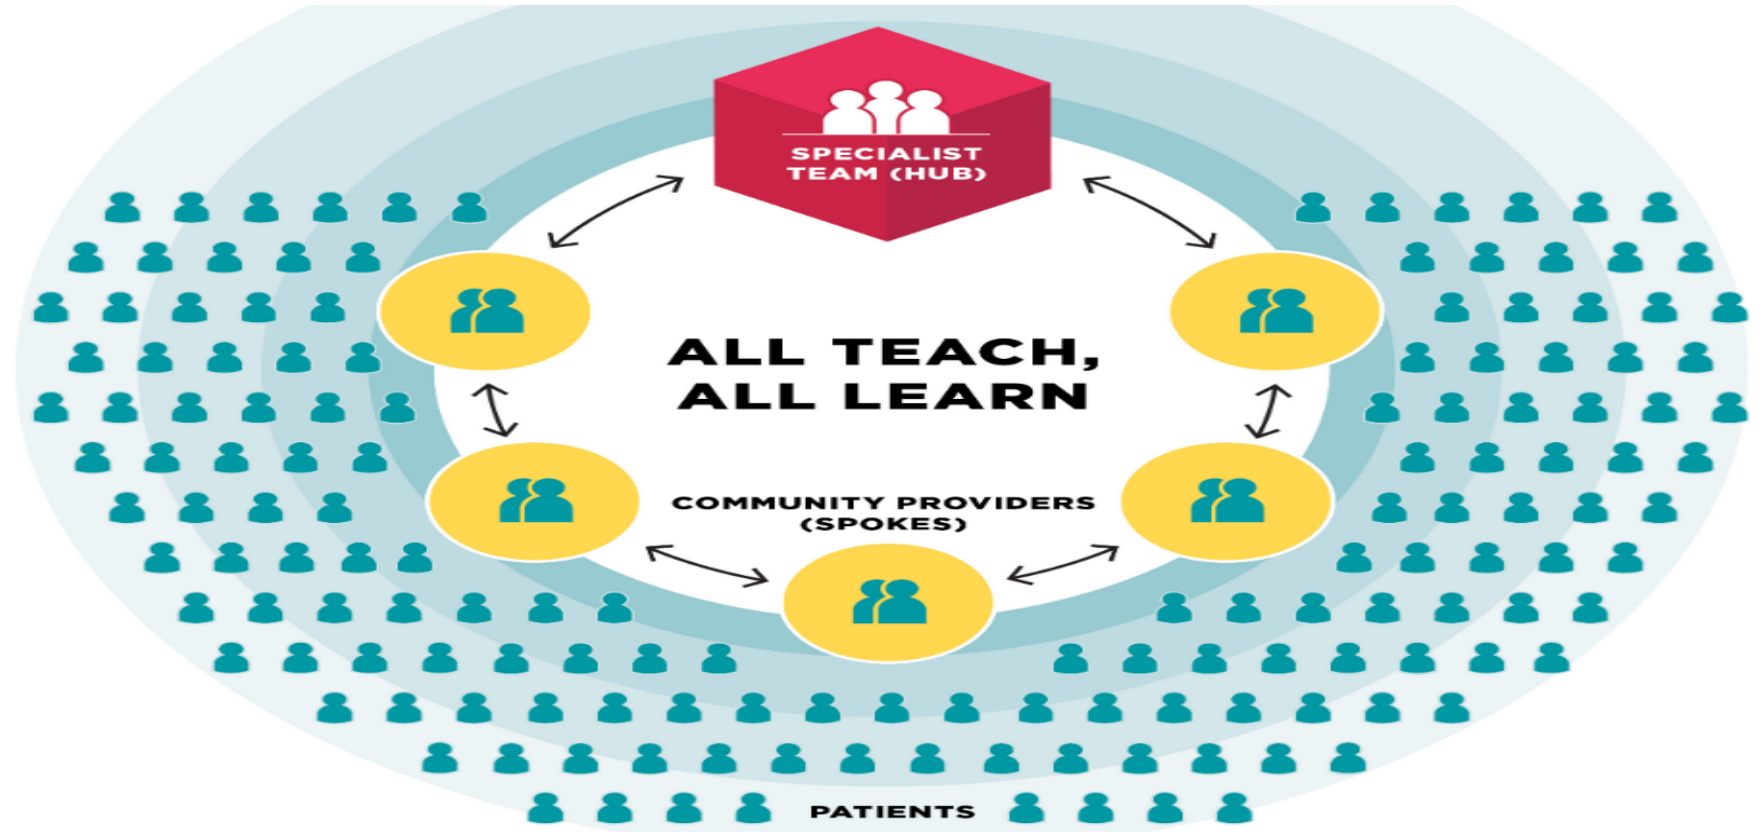 SPECIALIST
TEAM (HUB)
ALL TEACH,
ALL LEARN
COMMUNITY PROVIDERS
(SPOKES)
PATIENTS